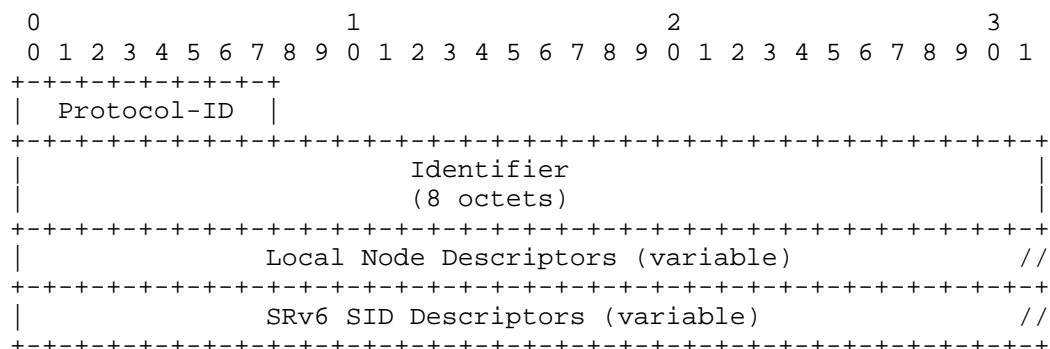 0                   1                   2                   3
 0 1 2 3 4 5 6 7 8 9 0 1 2 3 4 5 6 7 8 9 0 1 2 3 4 5 6 7 8 9 0 1
+-+-+-+-+-+-+-+-+
|  Protocol-ID  |
+-+-+-+-+-+-+-+-+-+-+-+-+-+-+-+-+-+-+-+-+-+-+-+-+-+-+-+-+-+-+-+-+
|                        Identifier                             |
|                        (8 octets)                             |
+-+-+-+-+-+-+-+-+-+-+-+-+-+-+-+-+-+-+-+-+-+-+-+-+-+-+-+-+-+-+-+-+
|               Local Node Descriptors (variable)              //
+-+-+-+-+-+-+-+-+-+-+-+-+-+-+-+-+-+-+-+-+-+-+-+-+-+-+-+-+-+-+-+-+
|               SRv6 SID Descriptors (variable)                //
+-+-+-+-+-+-+-+-+-+-+-+-+-+-+-+-+-+-+-+-+-+-+-+-+-+-+-+-+-+-+-+-+